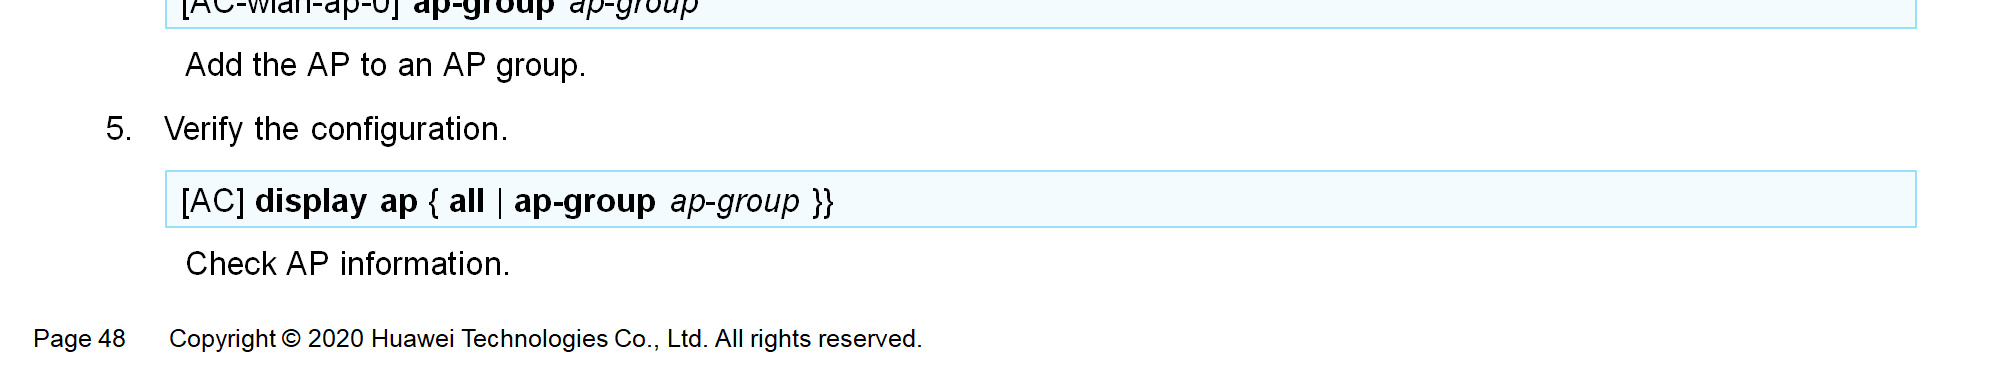 [AC-wlan-ap-0] ap-group ap-group
Add the AP to an AP group.
5. Verify the configuration.
[AC] display ap { all | ap-group ap-group }}
Check AP information.
Page 48 Copyright © 2020 Huawei Technologies Co., Ltd. All rights reserved.